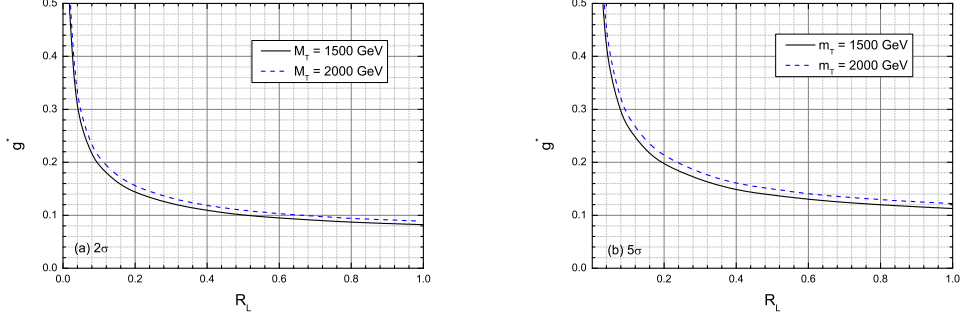 0.5
0.4
0.3
0.2
0.1
0.0
g*
M_T = 1500 GeV
M_T = 2000 GeV
(a) 2σ
0.0 0.2 0.4 0.6 0.8 1.0
R_L
0.5
0.4
0.3
0.2
0.1
0.0
g*
m_T = 1500 GeV
m_T = 2000 GeV
(b) 5σ
0.2 0.4 0.6 0.8 1.0
R_L